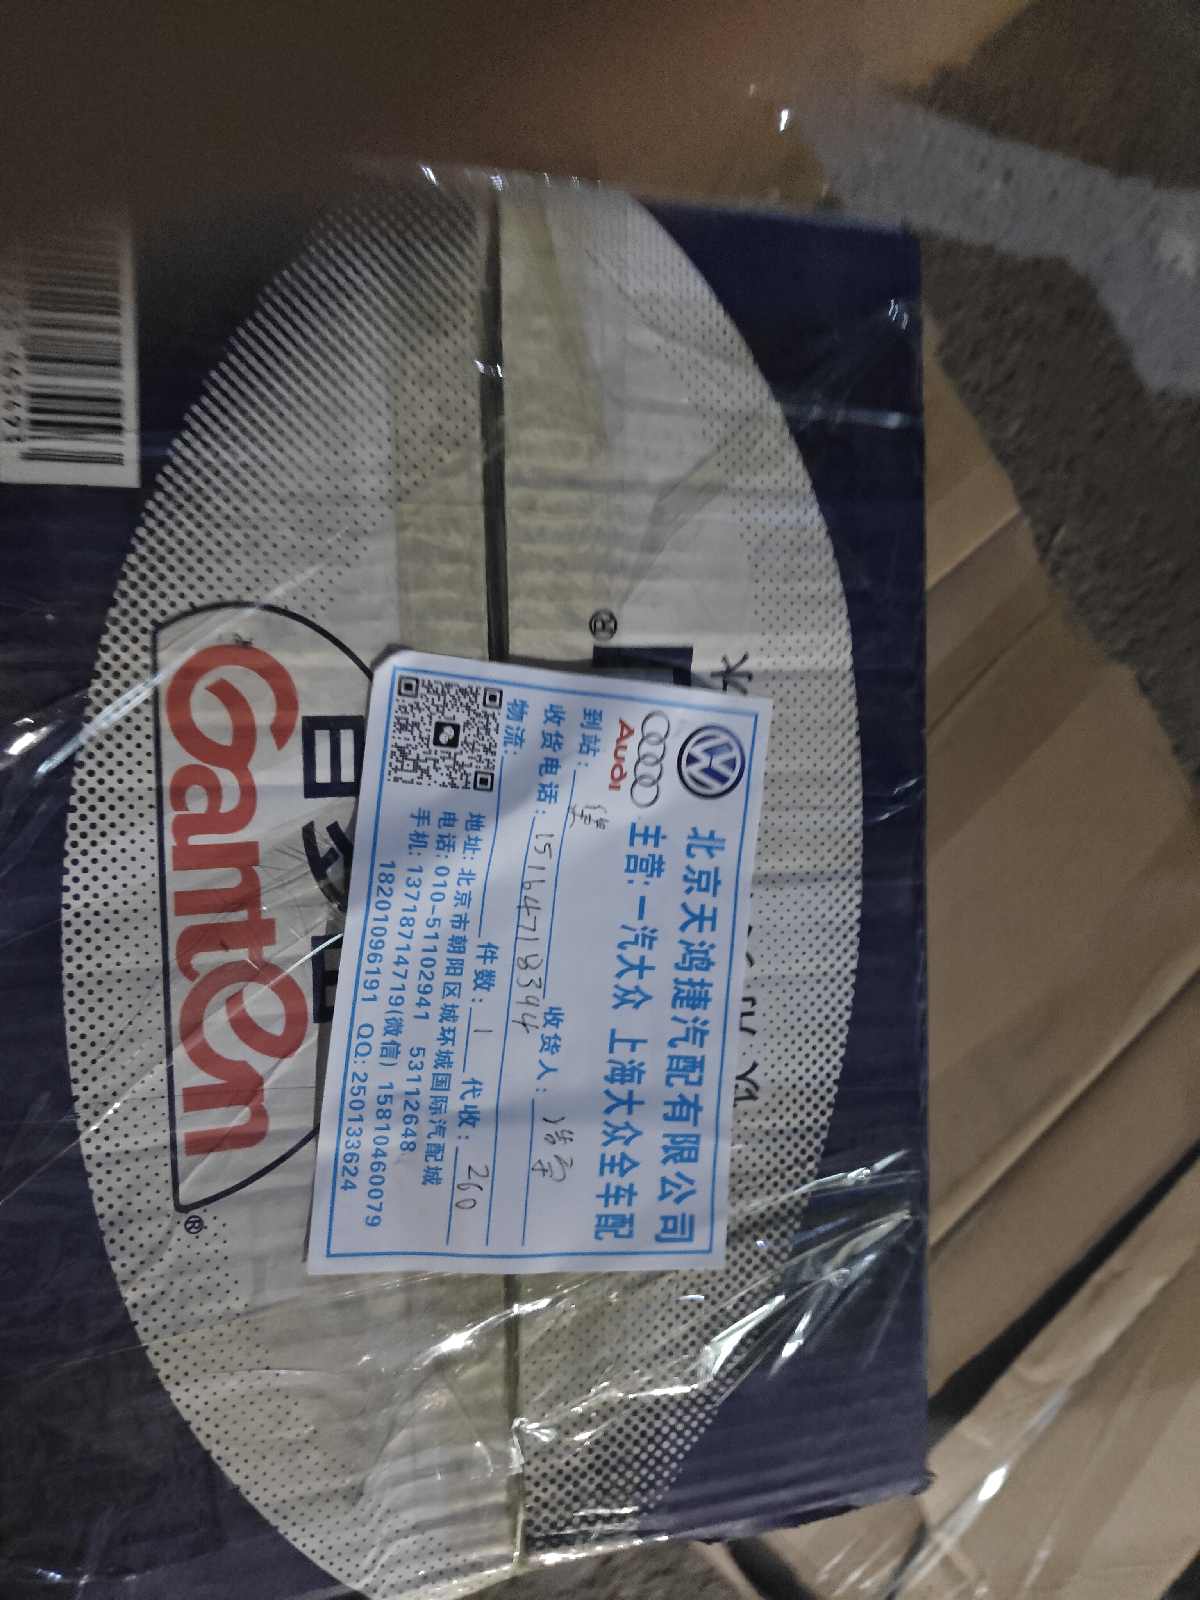 北京天鸿捷汽配有限公司
Audi 主营: 一汽大众 上海大众全车配
到站:
收货电话: 15164718394 收货人:
物流: 件数: 1 代收: 260
地址: 北京市朝阳区城环城国际汽配城
电话: 010-51102941 53112648
手机: 13718714719(微信) 15810460079
18201096191 QQ: 250133624
Ganten
®
®